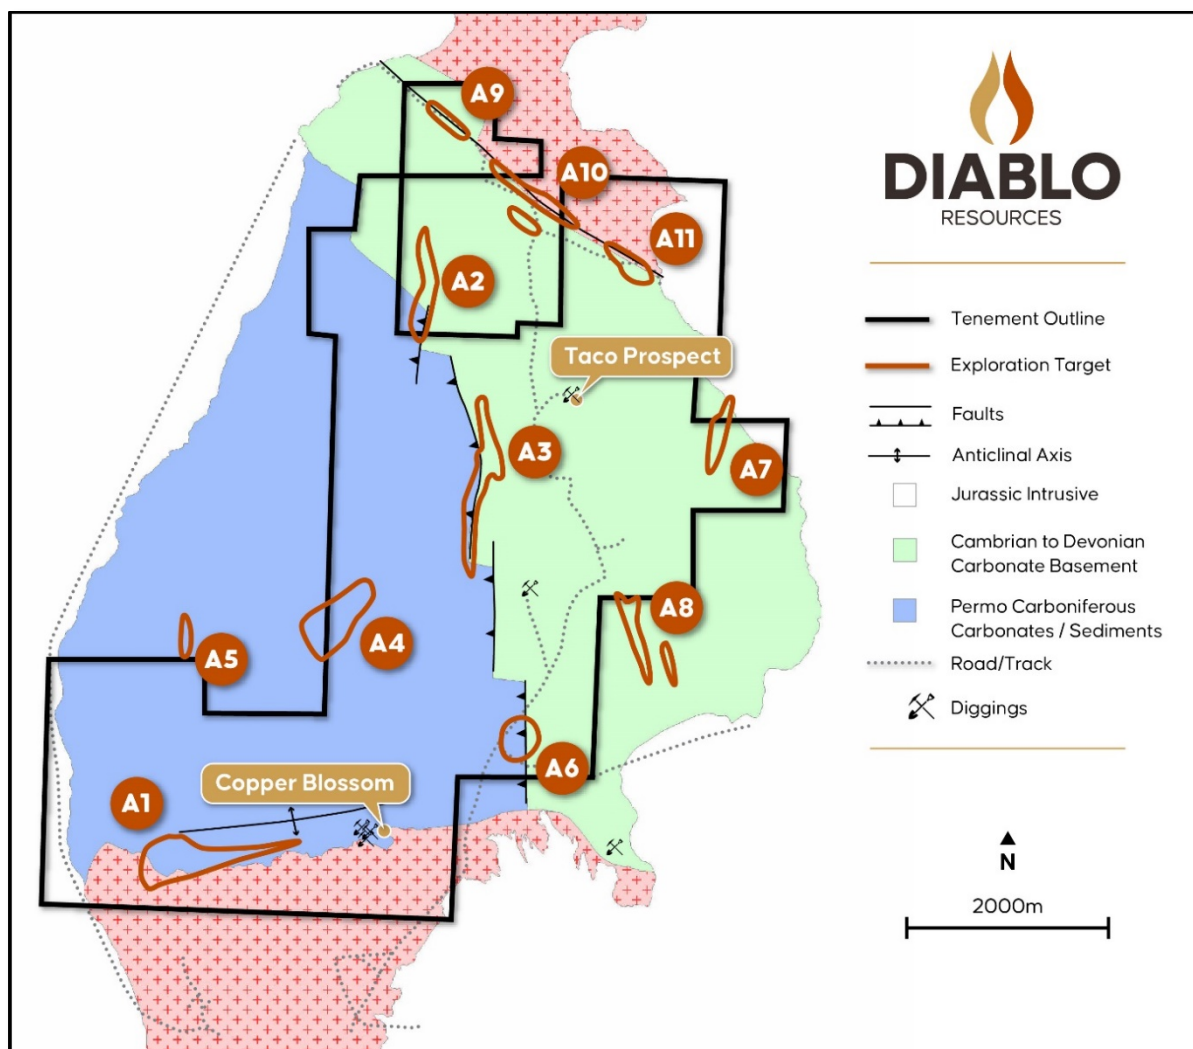 A9
A10
A11
A2
Taco Prospect
A3
A7
A8
A4
A5
A6
Copper Blossom
A1
DIABLO
RESOURCES
Tenement Outline
Exploration Target
Faults
Anticlinal Axis
Jurassic Intrusive
Cambrian to Devonian
Carbonate Basement
Permo Carboniferous
Carbonates / Sediments
Road/Track
Diggings
N
2000m